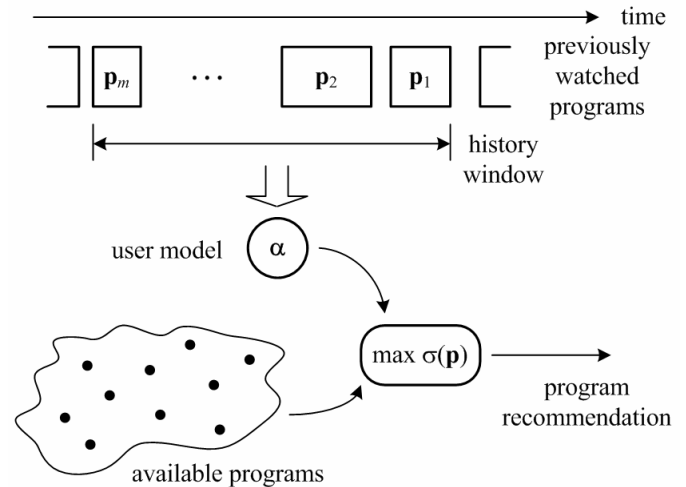 time
previously
watched
programs
p_m ··· p_2 p_1
history
window
user model
α
max σ(p)
program
recommendation
available programs